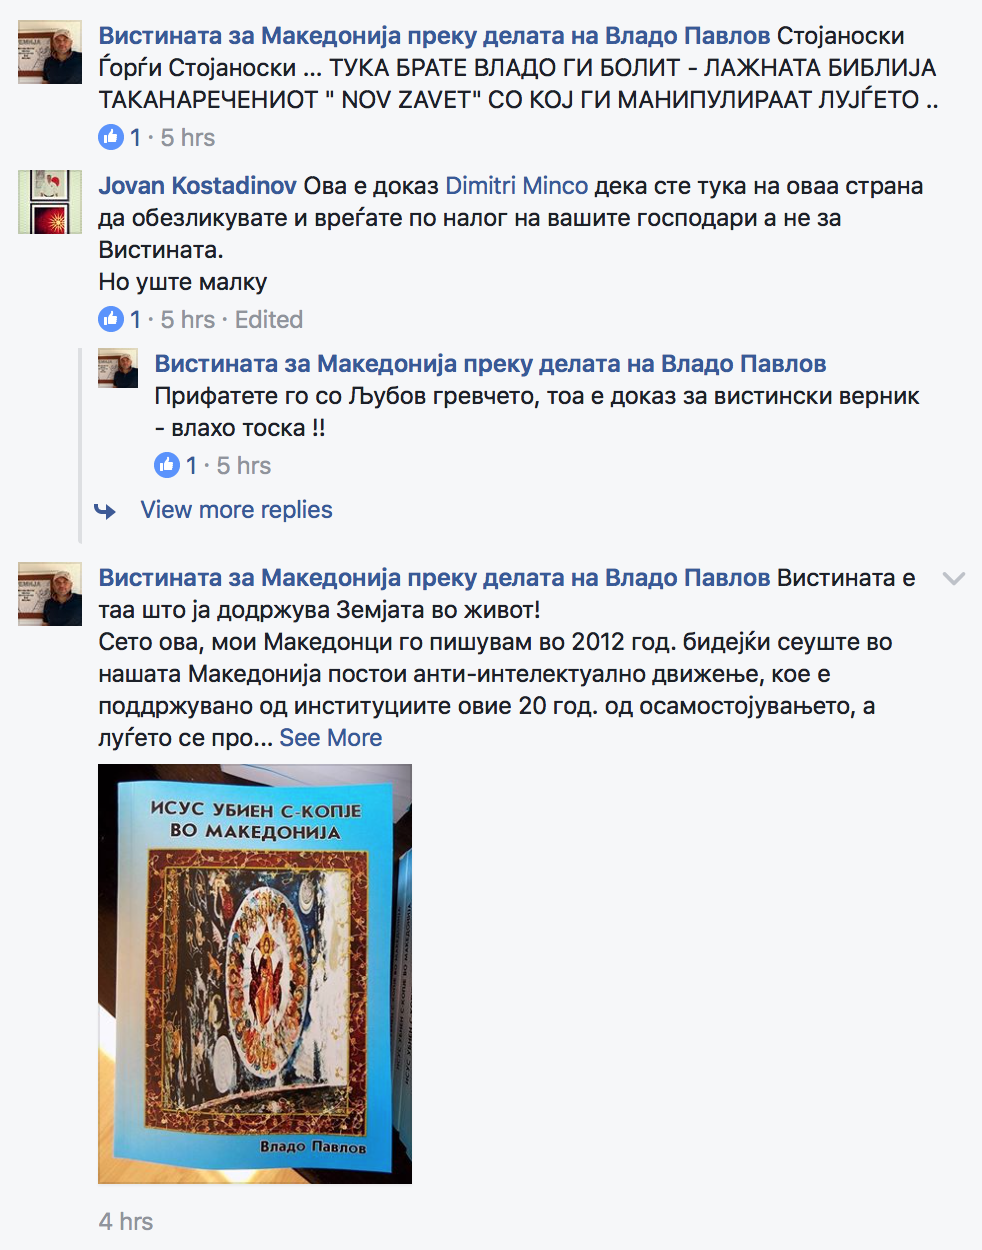 Вистината за Македонија преку делата на Владо Павлов Стојаноски
Ѓорѓи Стојаноски ... ТУКА БРАТЕ ВЛАДО ГИ БОЛИТ - ЛАЖНАТА БИБЛИЈА
ТАКАНАРЕЧЕНИОТ " NOV ZAVET" СО КОЈ ГИ МАНИПУЛИРААТ ЛУЈЃЕТО ..
1 · 5 hrs
Jovan Kostadinov Ова е доказ Dimitri Minco дека сте тука на оваа страна
да обезликувате и вреѓате по налог на вашите господари а не за
Вистината.
Но уште малку
1 · 5 hrs · Edited
Вистината за Македонија преку делата на Владо Павлов
Прифатете го со Љубов гревчето, тоа е доказ за вистински верник
- влахо тоска !!
1 · 5 hrs
View more replies
Вистината за Македонија преку делата на Владо Павлов Вистината е
таа што ја додржува Земјата во живот!
Сето ова, мои Македонци го пишувам во 2012 год. бидејќи сеуште во
нашата Македонија постои анти-интелектуално движење, кое е
поддржувано од институциите овие 20 год. од осамостојувањето, а
луѓето се про... See More
ИСУС УБИЕН С-КОПЈЕ
ВО МАКЕДОНИЈА
Владо Павлов
4 hrs